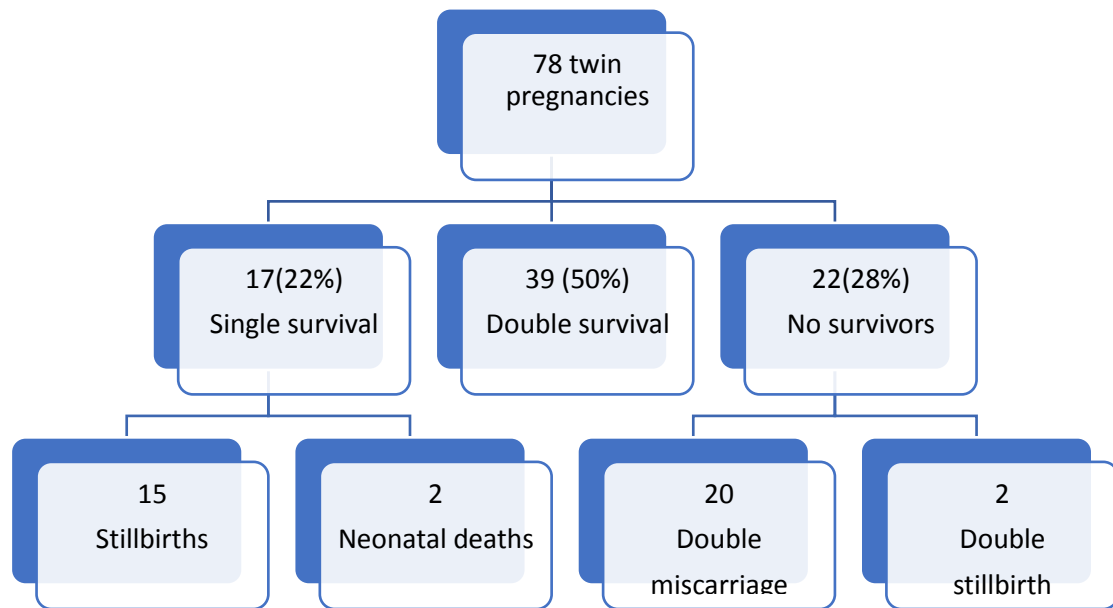 78 twin
pregnancies
17(22%)
Single survival
39 (50%)
Double survival
22(28%)
No survivors
15
Stillbirths
2
Neonatal deaths
20
Double
miscarriage
2
Double
stillbirth